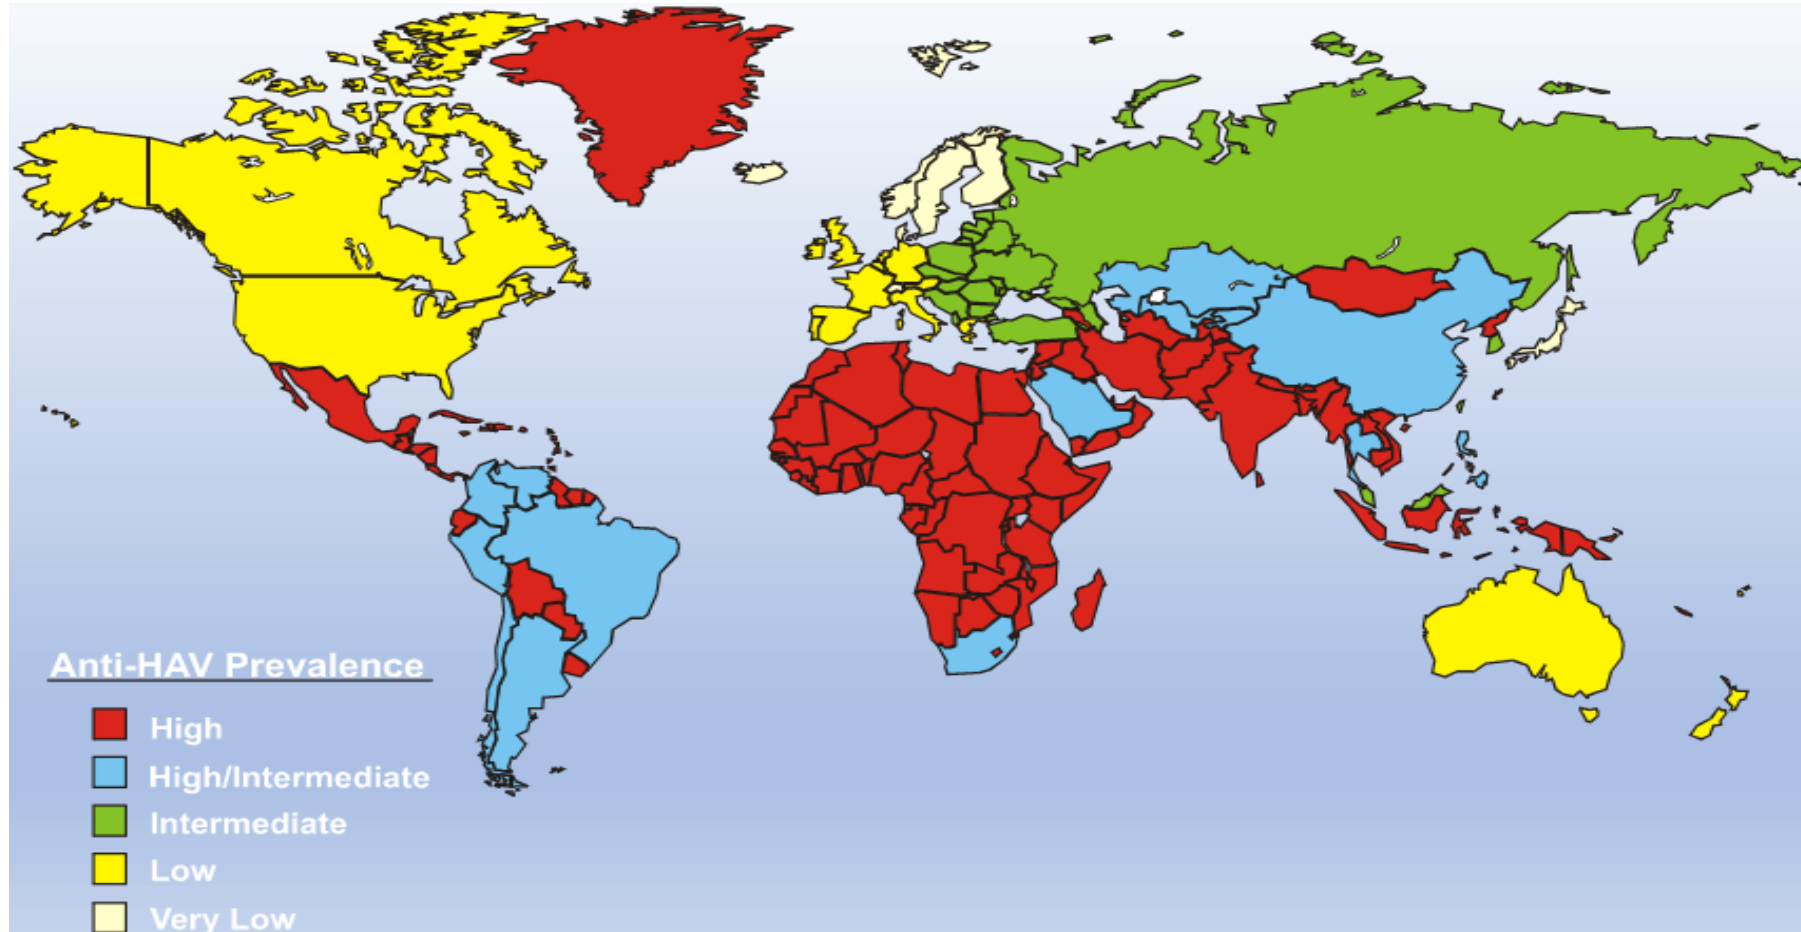 Anti-HAV Prevalence
High
High/Intermediate
Intermediate
Low
Very Low